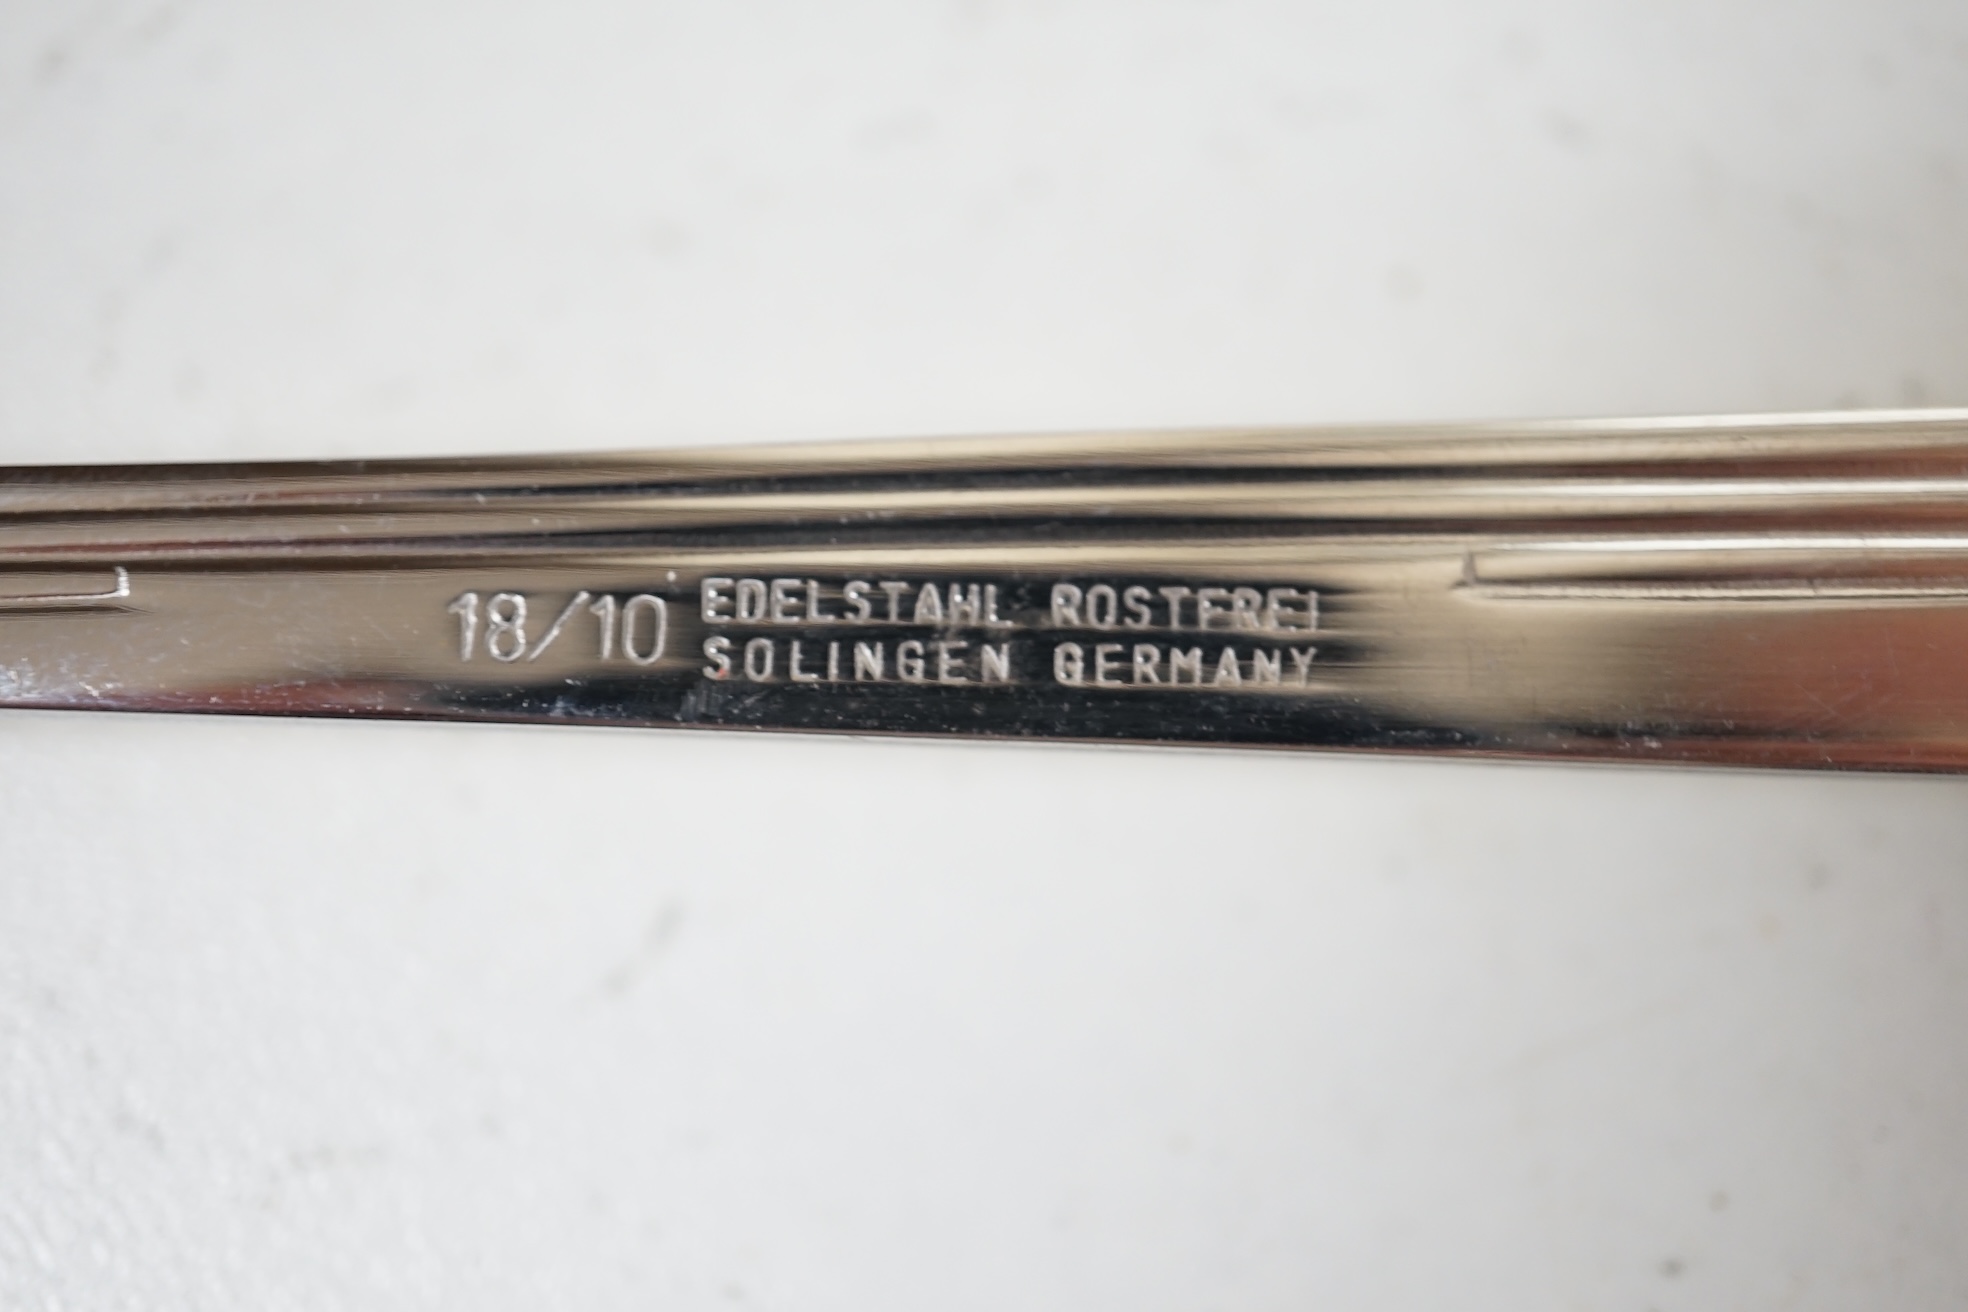 18/10 EDELSTAHL ROSTFREI
SOLINGEN GERMANY